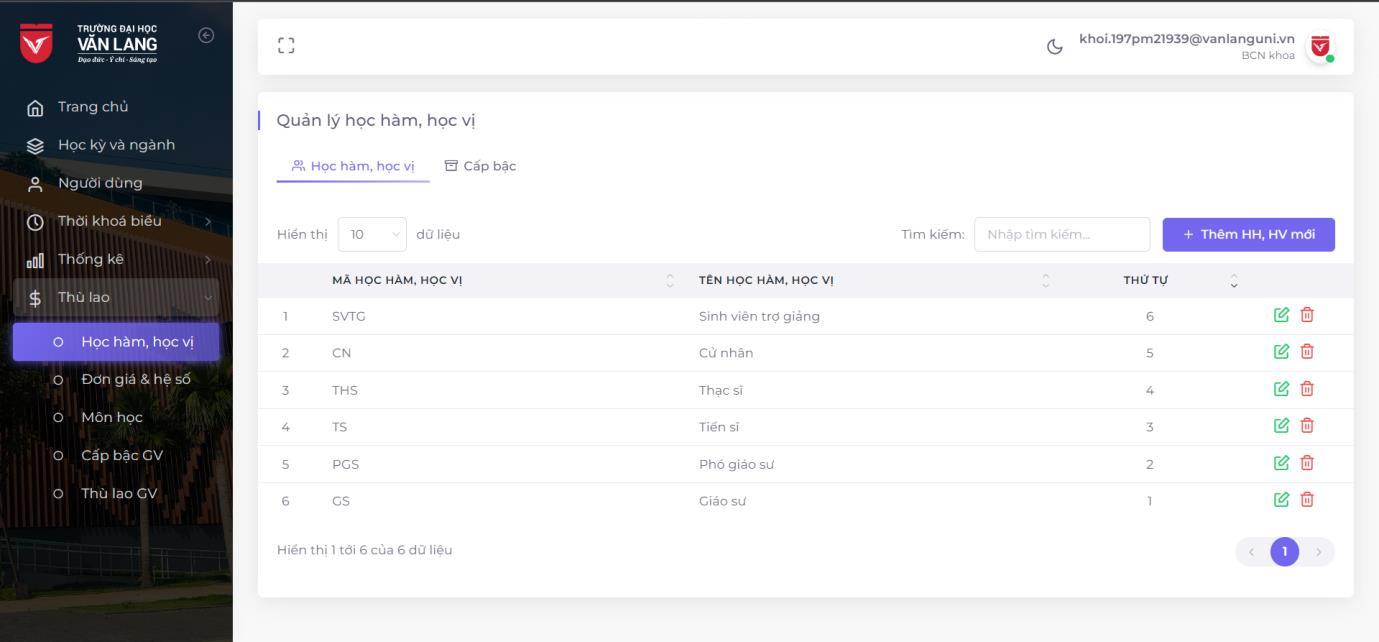 TRƯỜNG ĐẠI HỌC
VĂN LANG
Đạo đức - Ý chí - Sáng tạo
Trang chủ
Học kỳ và ngành
Người dùng
Thời khoá biểu
Thống kê
Thù lao
Học hàm, học vị
Đơn giá & hệ số
Môn học
Cấp bậc GV
Thù lao GV
khoi.197pm21939@vanlanguni.vn
BCN khoa
Quản lý học hàm, học vị
Học hàm, học vị Cấp bậc
Hiển thị 10 dữ liệu Tìm kiếm: Nhập tìm kiếm... + Thêm HH, HV mới
MÃ HỌC HÀM, HỌC VỊ TÊN HỌC HÀM, HỌC VỊ THỨ TỰ
1 SVTG Sinh viên trợ giảng 6
2 CN Cử nhân 5
3 THS Thạc sĩ 4
4 TS Tiến sĩ 3
5 PGS Phó giáo sư 2
6 GS Giáo sư 1
Hiển thị 1 tới 6 của 6 dữ liệu 1